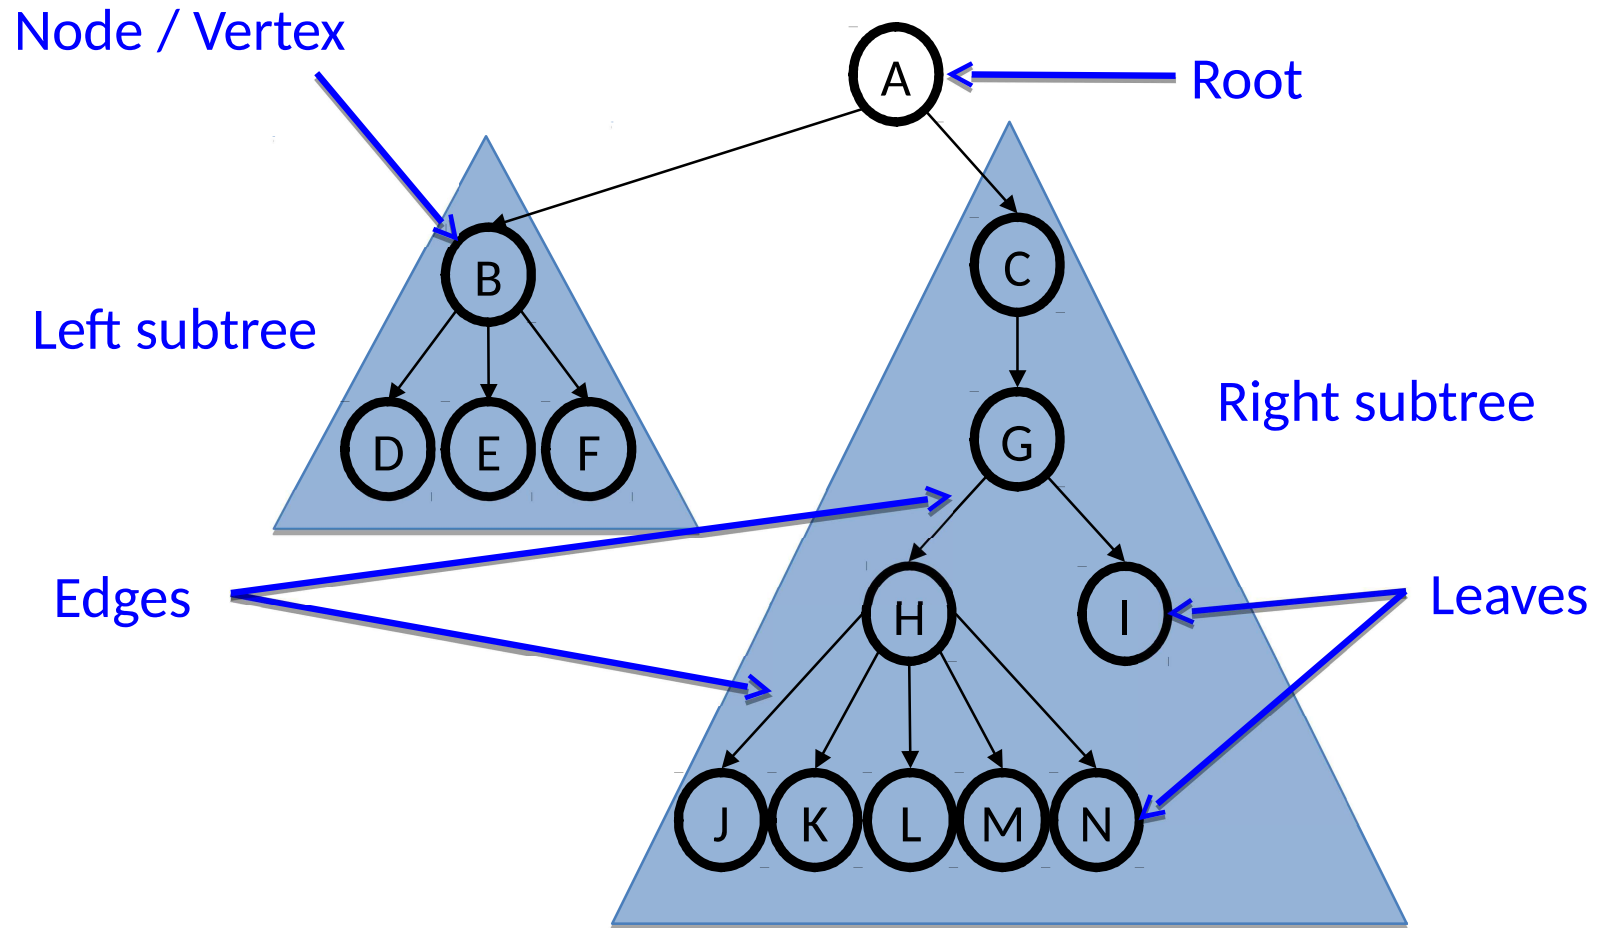 Node / Vertex
A
Root
B
C
Left subtree
Right subtree
D E F
G
Edges
H
I
Leaves
J K L M N